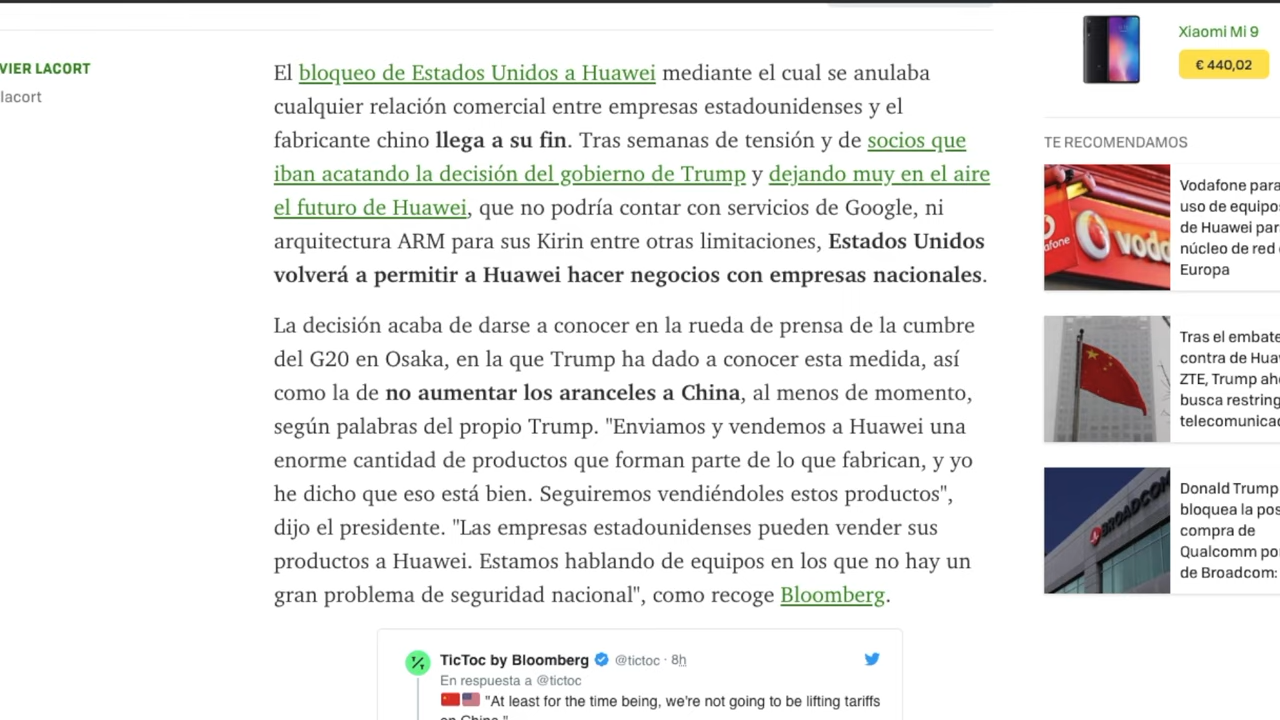 VIER LACORT
lacort
El bloqueo de Estados Unidos a Huawei mediante el cual se anulaba
cualquier relación comercial entre empresas estadounidenses y el
fabricante chino llega a su fin. Tras semanas de tensión y de socios que
iban acatando la decisión del gobierno de Trump y dejando muy en el aire
el futuro de Huawei, que no podría contar con servicios de Google, ni
arquitectura ARM para sus Kirin entre otras limitaciones, Estados Unidos
volverá a permitir a Huawei hacer negocios con empresas nacionales.
La decisión acaba de darse a conocer en la rueda de prensa de la cumbre
del G20 en Osaka, en la que Trump ha dado a conocer esta medida, así
como la de no aumentar los aranceles a China, al menos de momento,
según palabras del propio Trump. "Enviamos y vendemos a Huawei una
enorme cantidad de productos que forman parte de lo que fabrican, y yo
he dicho que eso está bien. Seguiremos vendiéndoles estos productos",
dijo el presidente. "Las empresas estadounidenses pueden vender sus
productos a Huawei. Estamos hablando de equipos en los que no hay un
gran problema de seguridad nacional", como recoge Bloomberg.
TicToc by Bloomberg @tictoc · 8h
En respuesta a @tictoc
"At least for the time being, we're not going to be lifting tariffs
on China."
Xiaomi Mi 9
€ 440,02
TE RECOMENDAMOS
afone
voda
Vodafone para
uso de equipo
de Huawei par
núcleo de red
Europa
Tras el embate
contra de Hua
ZTE, Trump ah
busca restring
telecomunica
BROADCOM
Donald Trump
bloquea la pos
compra de
Qualcomm po
de Broadcom: